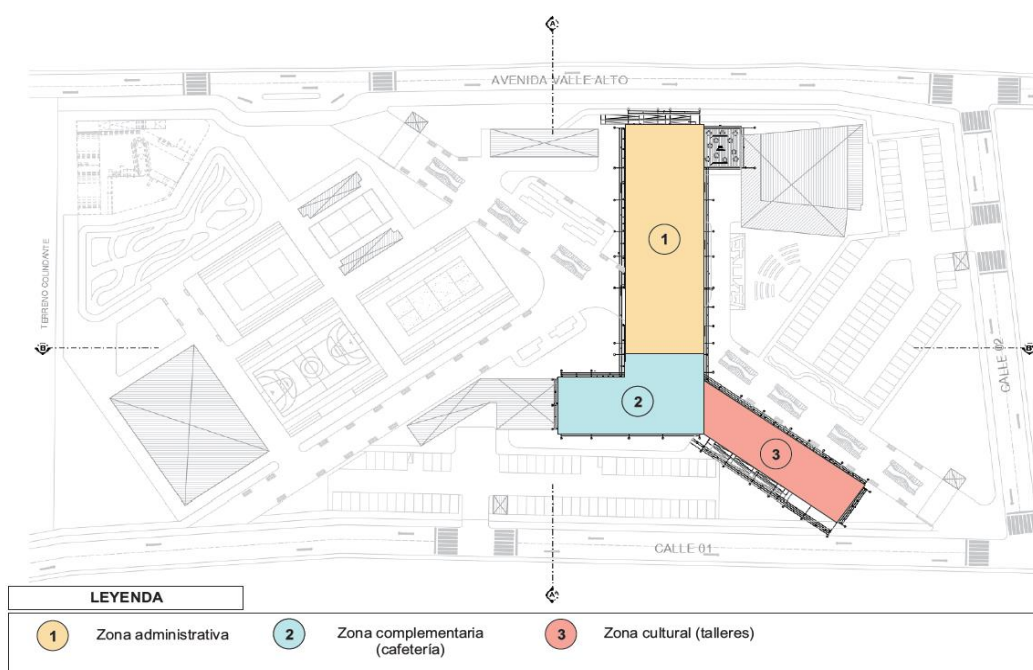 A
AVENIDA VALLE ALTO
1
TERRENO COLINDANTE
B
B
CALLE 02
2
3
CALLE 01
A
LEYENDA
1 Zona administrativa
2 Zona complementaria
(cafetería)
3 Zona cultural (talleres)